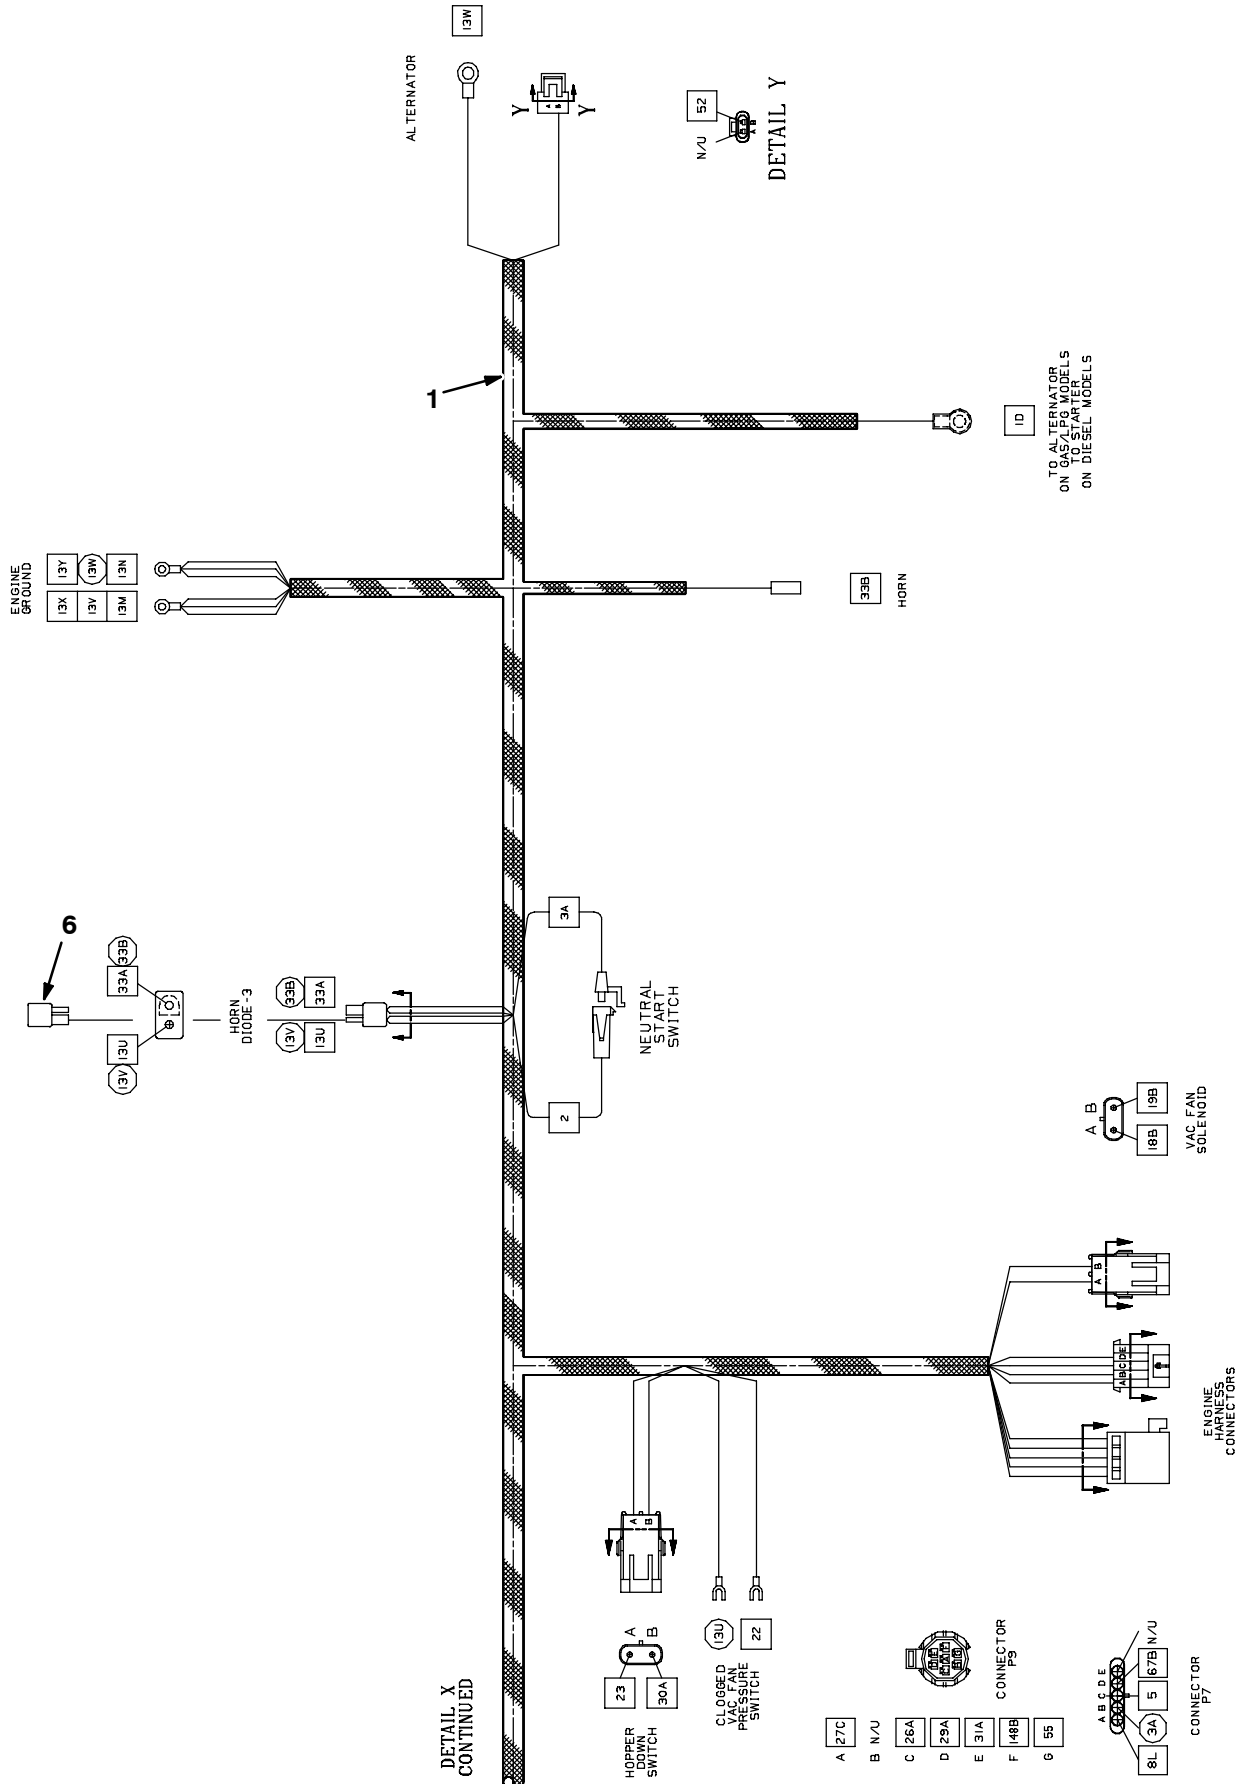 13W
ALTERNATOR
Y
A
B
Y
52
N/U
A B
DETAIL Y
1
1D
TO ALTERNATOR
ON GAS/LPG MODELS
TO STARTER
ON DIESEL MODELS
ENGINE
GROUND
13Y
13W
13N
13X
13V
13M
33B
HORN
6
33A
33B
13V
13U
HORN
DIODE-3
33B
33A
13V
13U
3A
2
NEUTRAL
START
SWITCH
A B
18B
19B
VAC FAN
SOLENOID
A B
A B C D E
ENGINE
HARNESS
CONNECTORS
A
B
A
B
23
30A
HOPPER
DOWN
SWITCH
13U
22
CLOGGED
VAC FAN
PRESSURE
SWITCH
DETAIL X
CONTINUED
A 27C
B N/U
C 26A
D 29A
E 31A
F 148B
G 55
CONNECTOR
P9
A B C D E
8L
3A
5
67B
N/U
CONNECTOR
P7